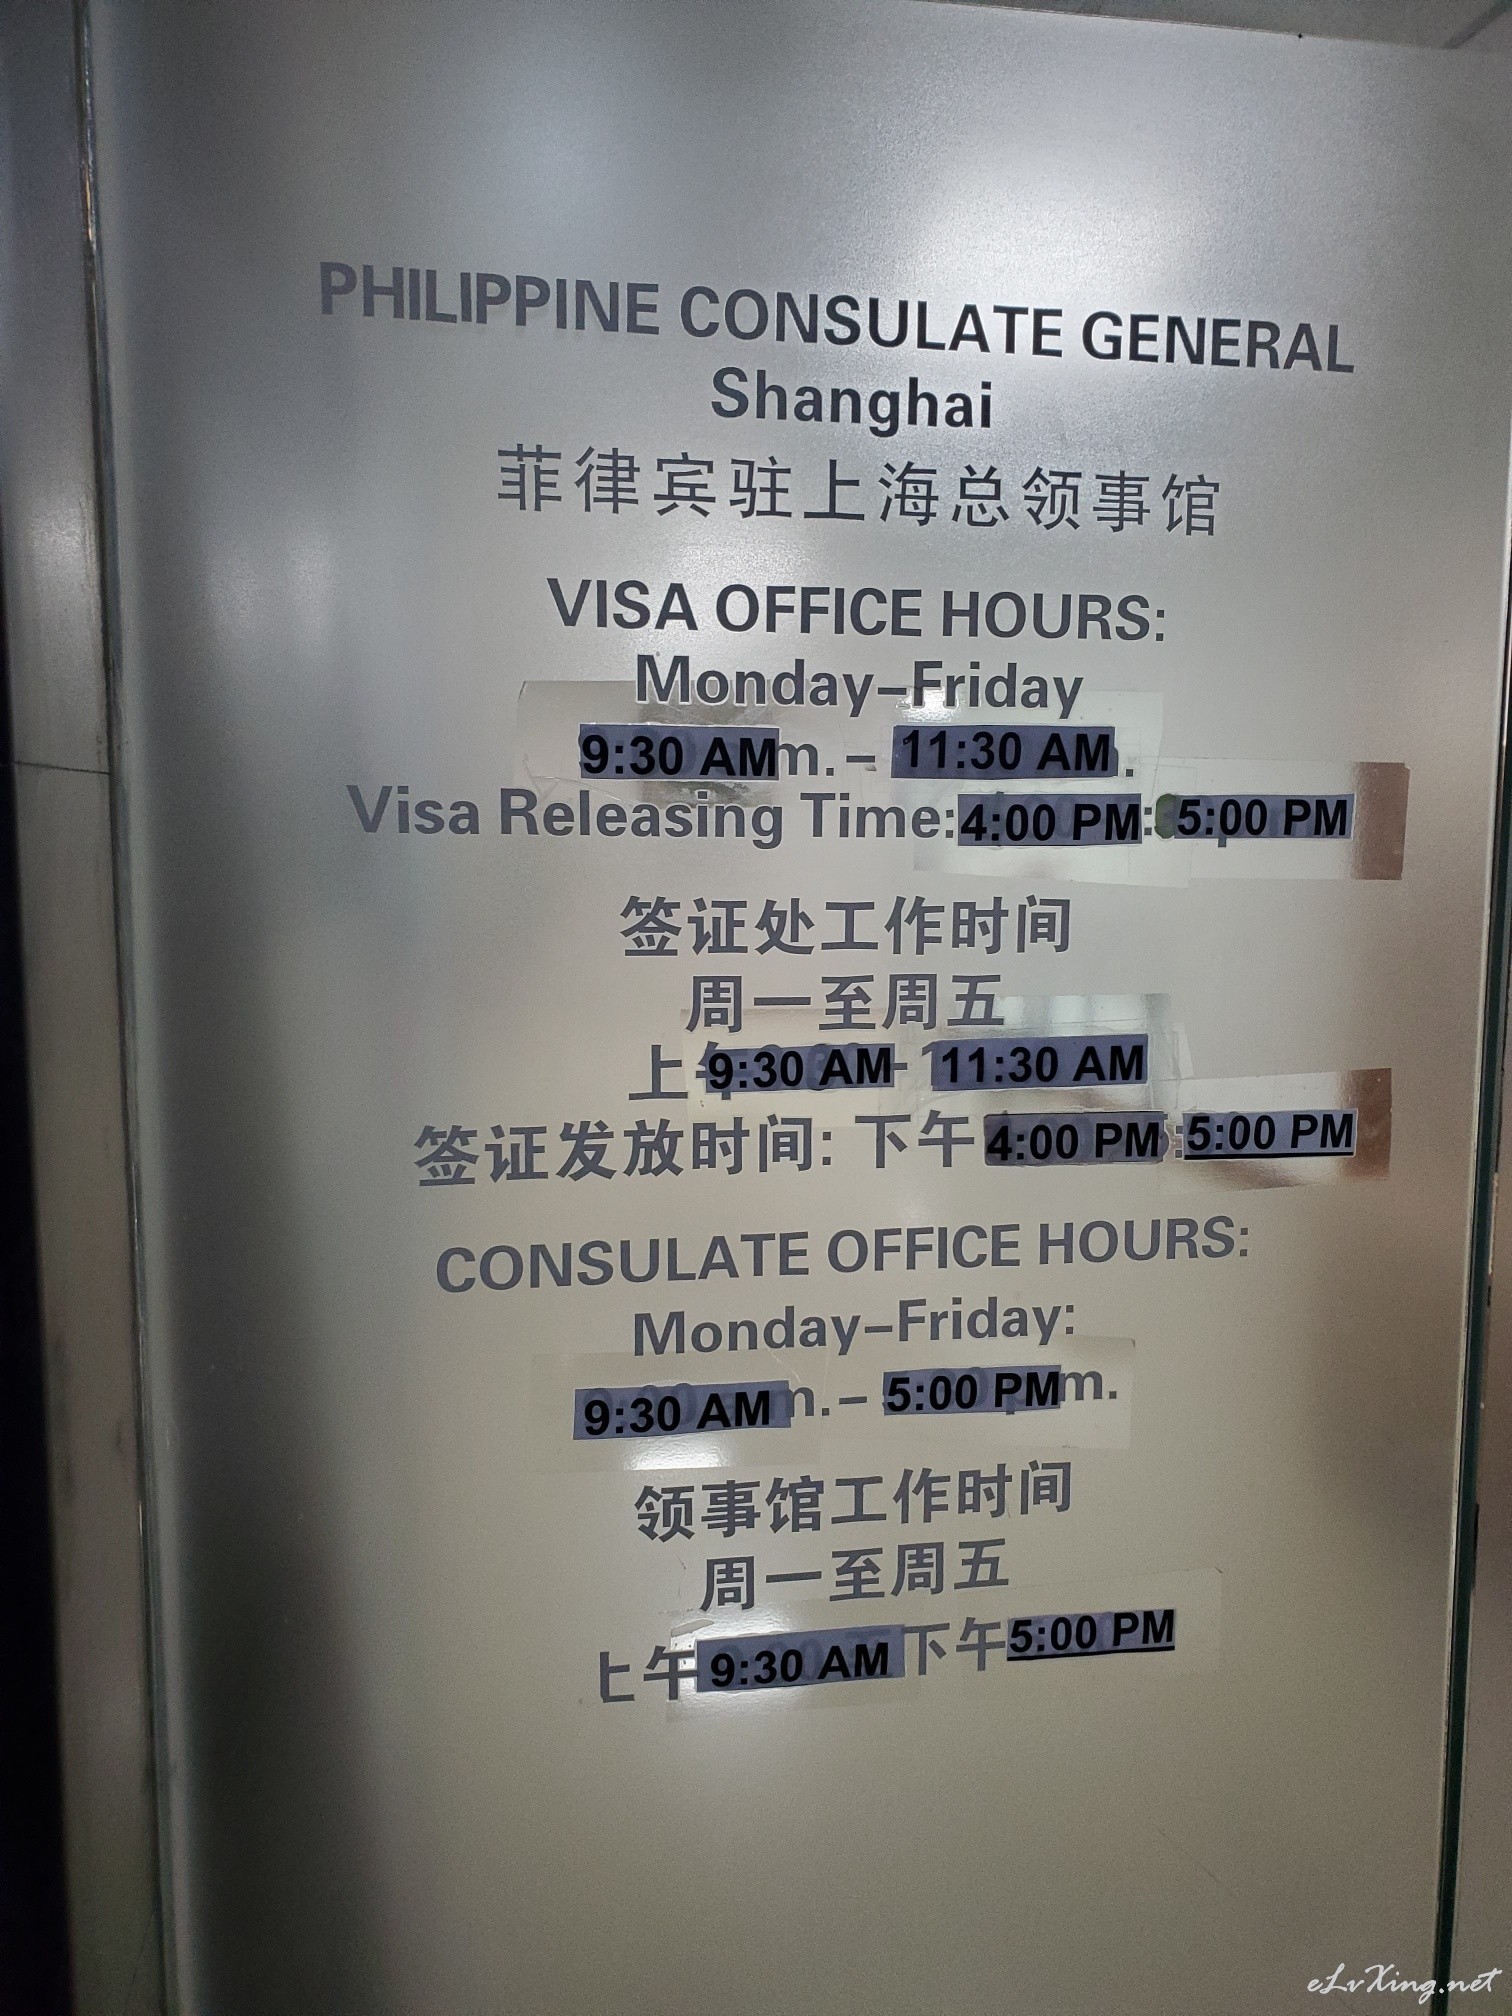 PHILIPPINE CONSULATE GENERAL
Shanghai
菲律宾驻上海总领事馆
VISA OFFICE HOURS:
Monday-Friday
9:30 AM m. - 11:30 AM .
Visa Releasing Time: 4:00 PM : 5:00 PM
签证处工作时间
周一至周五
上午 9:30 AM - 11:30 AM
签证发放时间: 下午 4:00 PM : 5:00 PM
CONSULATE OFFICE HOURS:
Monday-Friday:
9:30 AM m. - 5:00 PM m.
领事馆工作时间
周一至周五
上午 9:30 AM 下午 5:00 PM
eLvXing.net